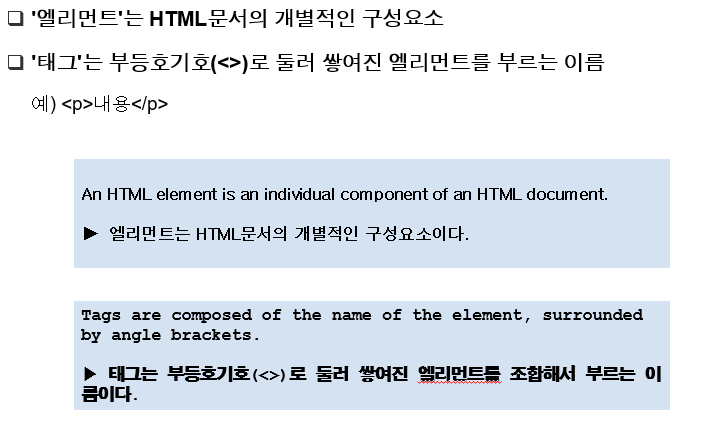 ❑ '엘리먼트'는 HTML문서의 개별적인 구성요소
❑ '태그'는 부등호기호(<>)로 둘러 쌓여진 엘리먼트를 부르는 이름
예) <p>내용</p>
An HTML element is an individual component of an HTML document.
▶ 엘리먼트는 HTML문서의 개별적인 구성요소이다.
Tags are composed of the name of the element, surrounded
by angle brackets.
▶ 태그는 부등호기호(<>)로 둘러 쌓여진 엘리먼트를 조합해서 부르는 이
름이다.